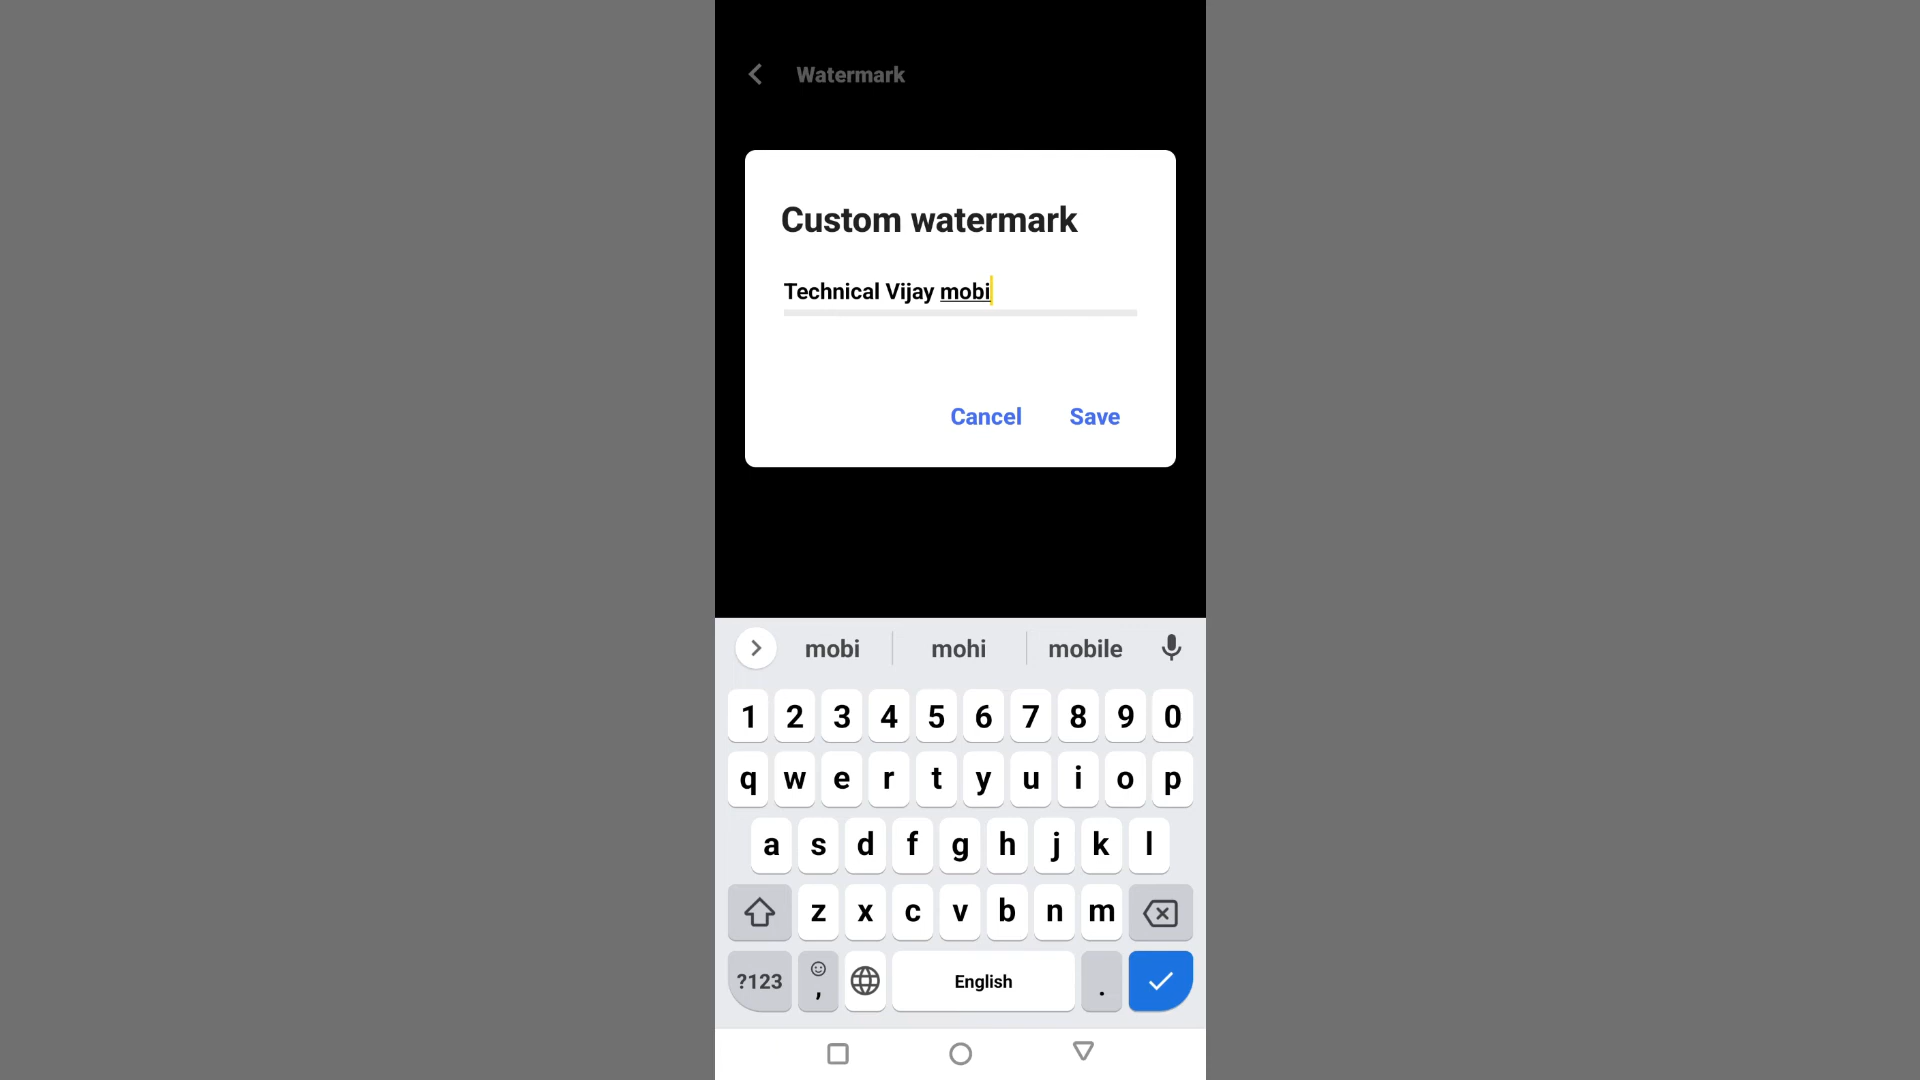 Watermark
Custom watermark
Technical Vijay mobi
Cancel Save
mobi mohi mobile
1 2 3 4 5 6 7 8 9 0
q w e r t y u i o p
a s d f g h j k l
z x c v b n m
?123 , English .